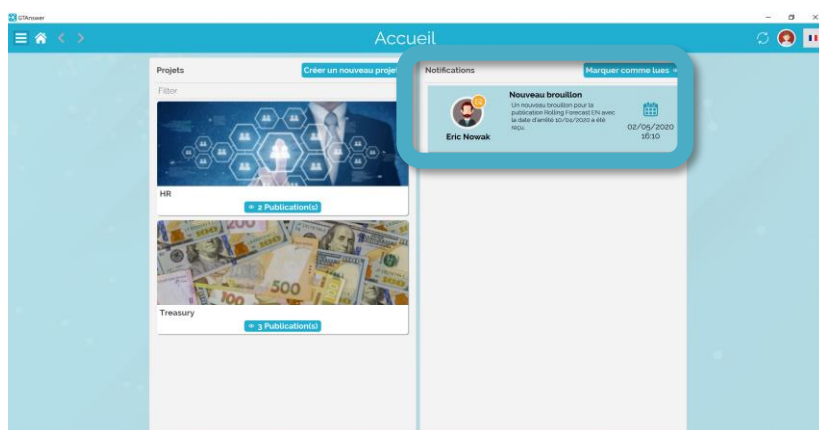 GTAnswer
Accueil
Projets
Créer un nouveau projet
Filter
HR
2 Publication(s)
Treasury
3 Publication(s)
Notifications
Marquer comme lues
Nouveau brouillon
Un nouveau brouillon pour la
publication Rolling Forecast EN avec
la date d'arrêté 10/04/2020 a été
reçu.
Eric Nowak
02/05/2020
16:10